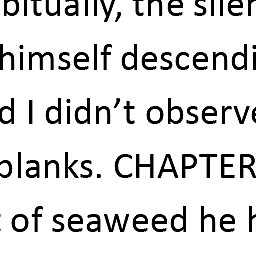 bitually, the silen
himself descendi
d I didn’t observe
planks. CHAPTER
t of seaweed he h